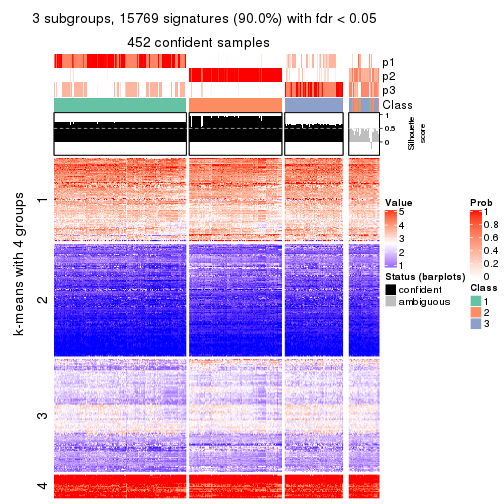 3 subgroups, 15769 signatures (90.0%) with fdr < 0.05
452 confident samples
p1
p2
p3
Class
1
0.5
0
Silhouette
score
k-means with 4 groups
1
2
3
4
Value
5
4
3
2
1
Status (barplots)
confident
ambiguous
Prob
1
0.8
0.6
0.4
0.2
0
Class
1
2
3